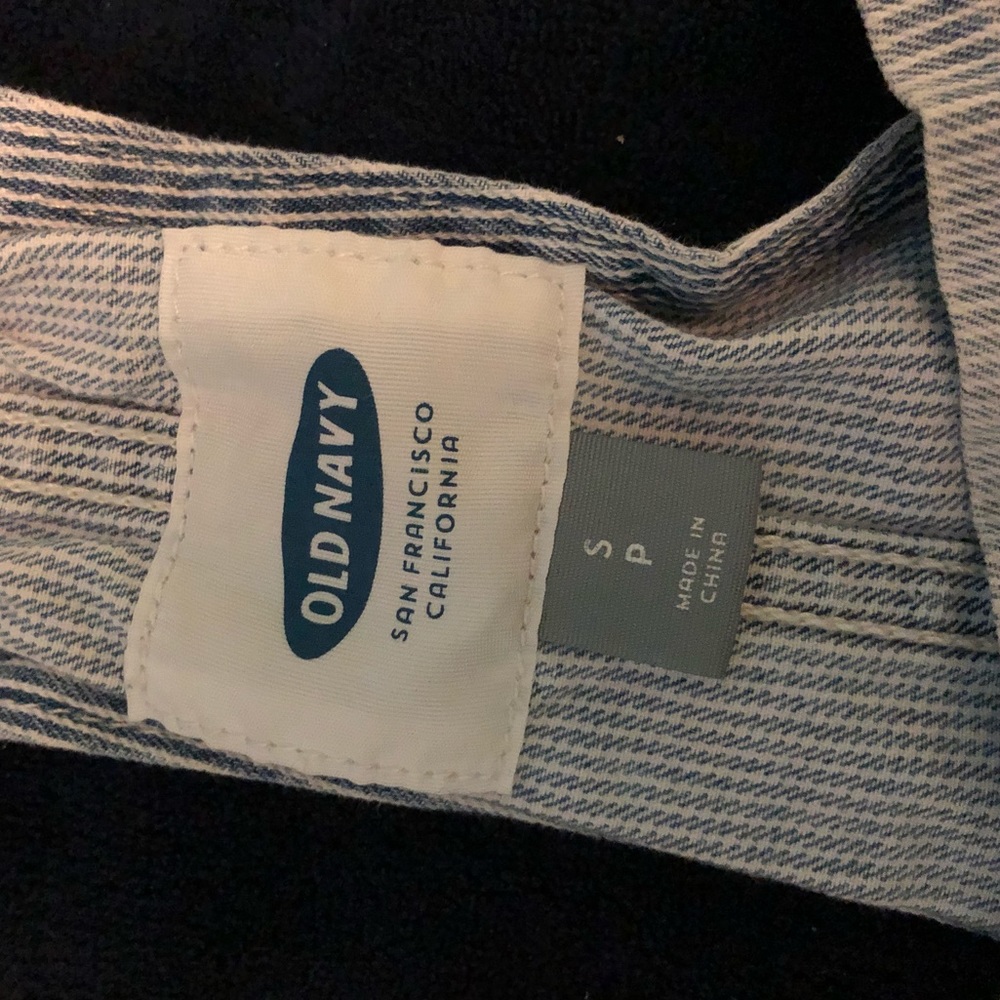 OLD NAVY
SAN FRANCISCO
CALIFORNIA
S
P
MADE IN
CHINA